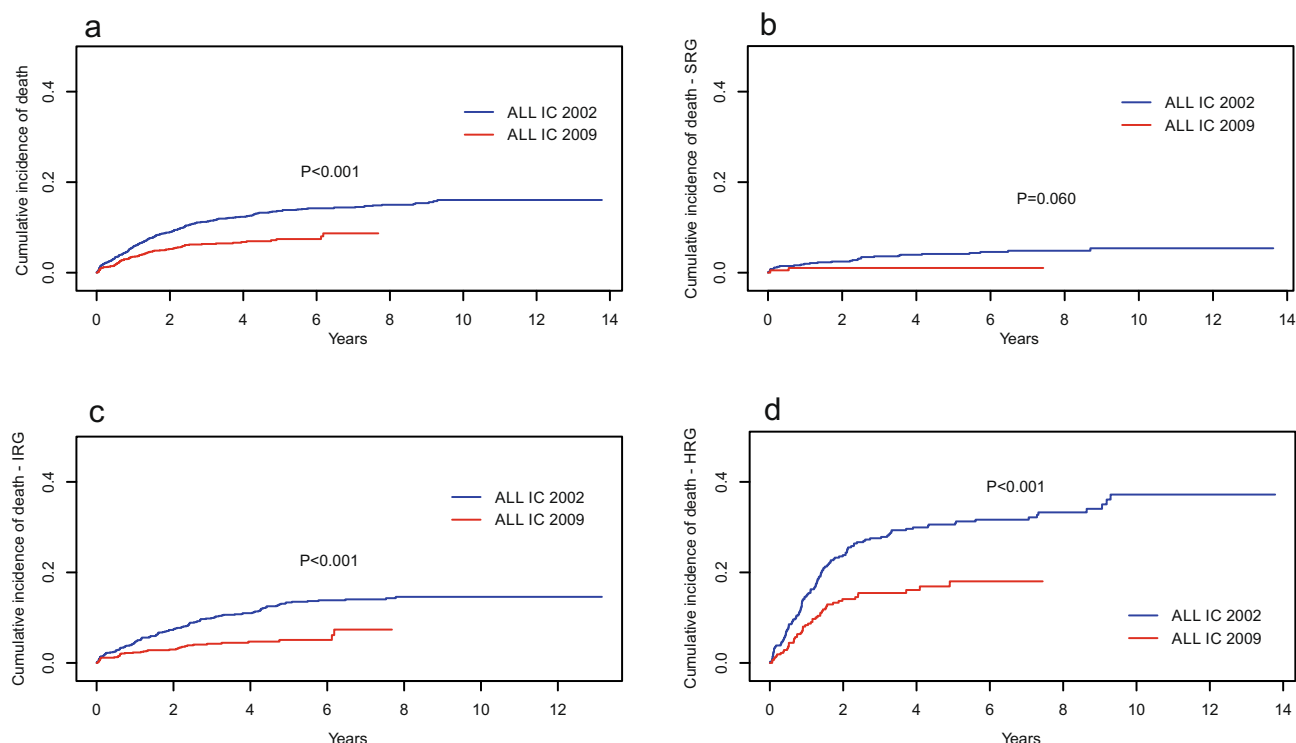 a
Cumulative incidence of death
0.4
0.2
0.0
ALL IC 2002
ALL IC 2009
P<0.001
0 2 4 6 8 10 12 14
Years
b
Cumulative incidence of death - SRG
0.4
0.2
0.0
ALL IC 2002
ALL IC 2009
P=0.060
0 2 4 6 8 10 12 14
Years
c
Cumulative incidence of death - IRG
0.4
0.2
0.0
ALL IC 2002
ALL IC 2009
P<0.001
0 2 4 6 8 10 12
Years
d
Cumulative incidence of death - HRG
0.4
0.2
0.0
P<0.001
ALL IC 2002
ALL IC 2009
0 2 4 6 8 10 12 14
Years